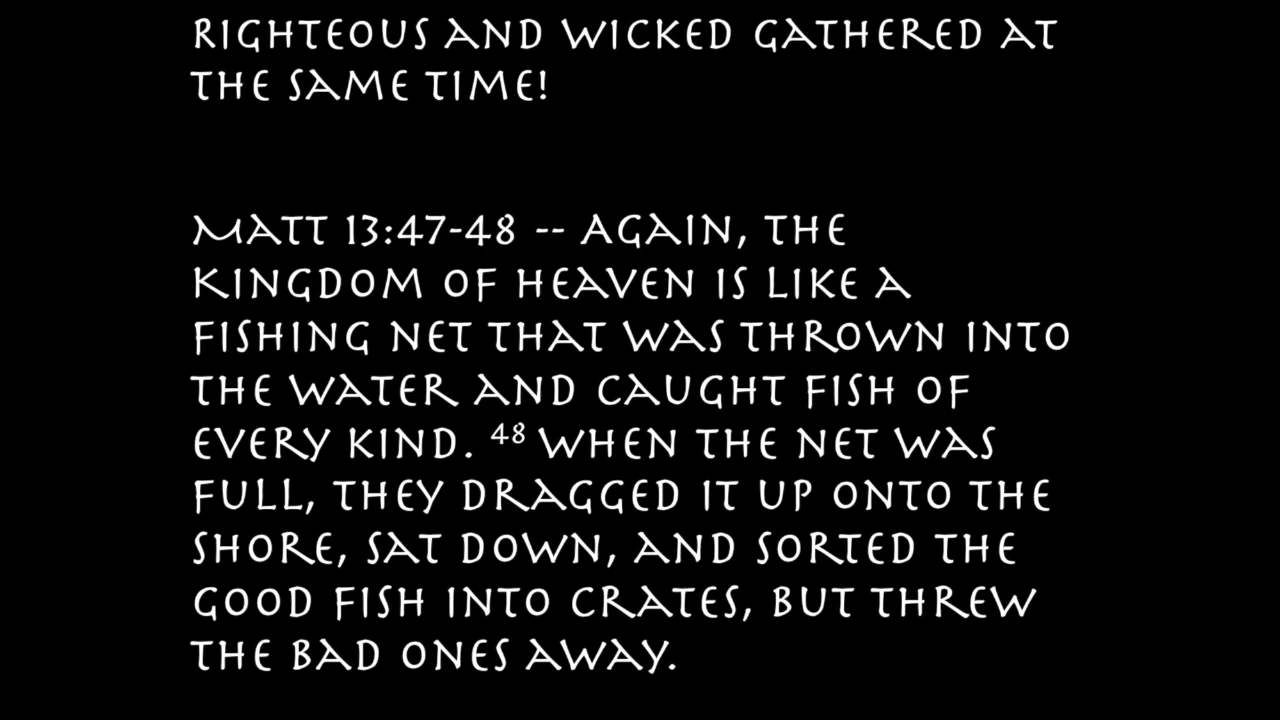 RIGHTEOUS AND WICKED GATHERED AT
THE SAME TIME!
MATT 13:47-48 -- AGAIN, THE
KINGDOM OF HEAVEN IS LIKE A
FISHING NET THAT WAS THROWN INTO
THE WATER AND CAUGHT FISH OF
EVERY KIND. 48 WHEN THE NET WAS
FULL, THEY DRAGGED IT UP ONTO THE
SHORE, SAT DOWN, AND SORTED THE
GOOD FISH INTO CRATES, BUT THREW
THE BAD ONES AWAY.